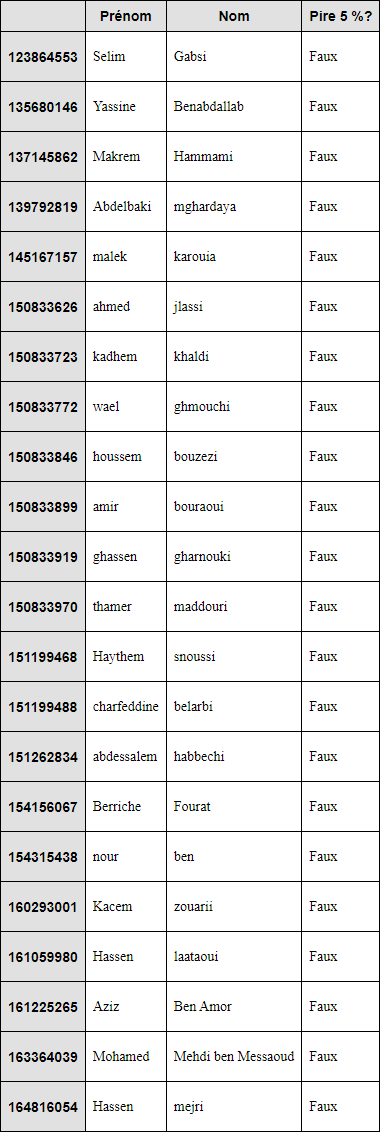 Prénom Nom Pire 5 %?
123864553 Selim Gabsi Faux
135680146 Yassine Benabdallab Faux
137145862 Makrem Hammami Faux
139792819 Abdelbaki mghardaya Faux
145167157 malek karouia Faux
150833626 ahmed jlassi Faux
150833723 kadhem khaldi Faux
150833772 wael ghmouchi Faux
150833846 houssem bouzezi Faux
150833899 amir bouraoui Faux
150833919 ghassen gharnouki Faux
150833970 thamer maddouri Faux
151199468 Haythem snoussi Faux
151199488 charfeddine belarbi Faux
151262834 abdessalem habbechi Faux
154156067 Berriche Fourat Faux
154315438 nour ben Faux
160293001 Kacem zouarii Faux
161059980 Hassen laataoui Faux
161225265 Aziz Ben Amor Faux
163364039 Mohamed Mehdi ben Messaoud Faux
164816054 Hassen mejri Faux